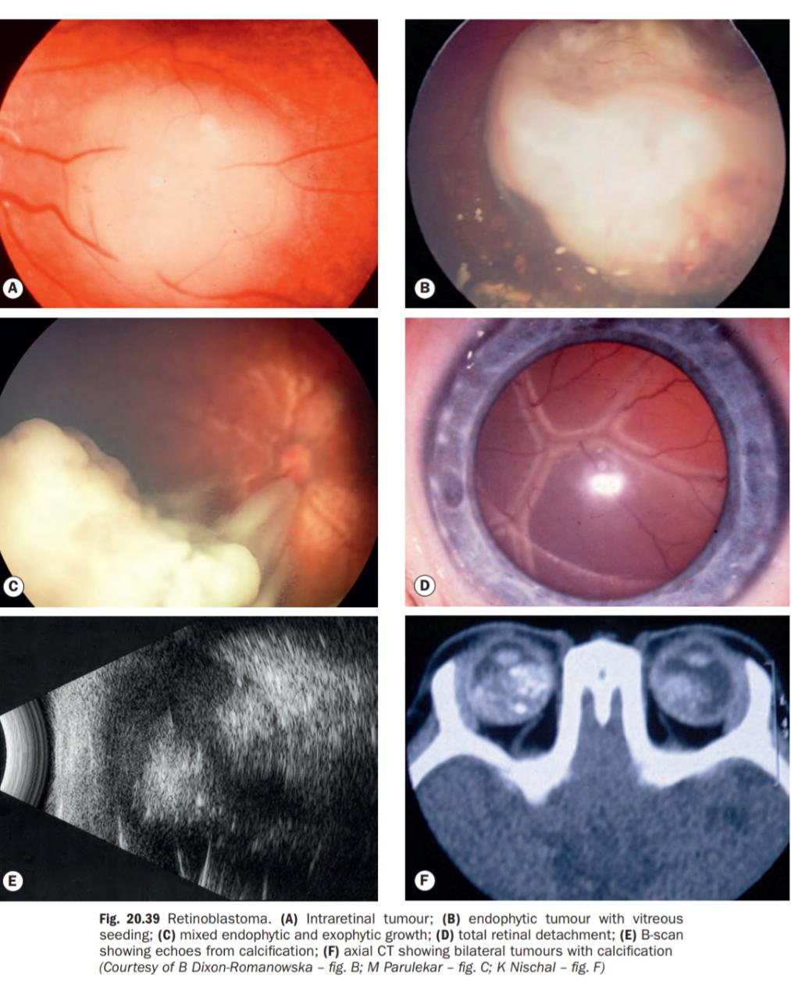 A
B
C
D
E
F
Fig. 20.39 Retinoblastoma. (A) Intraretinal tumour; (B) endophytic tumour with vitreous
seeding; (C) mixed endophytic and exophytic growth; (D) total retinal detachment; (E) B-scan
showing echoes from calcification; (F) axial CT showing bilateral tumours with calcification
(Courtesy of B Dixon-Romanowska – fig. B; M Parulekar – fig. C; K Nischal – fig. F)